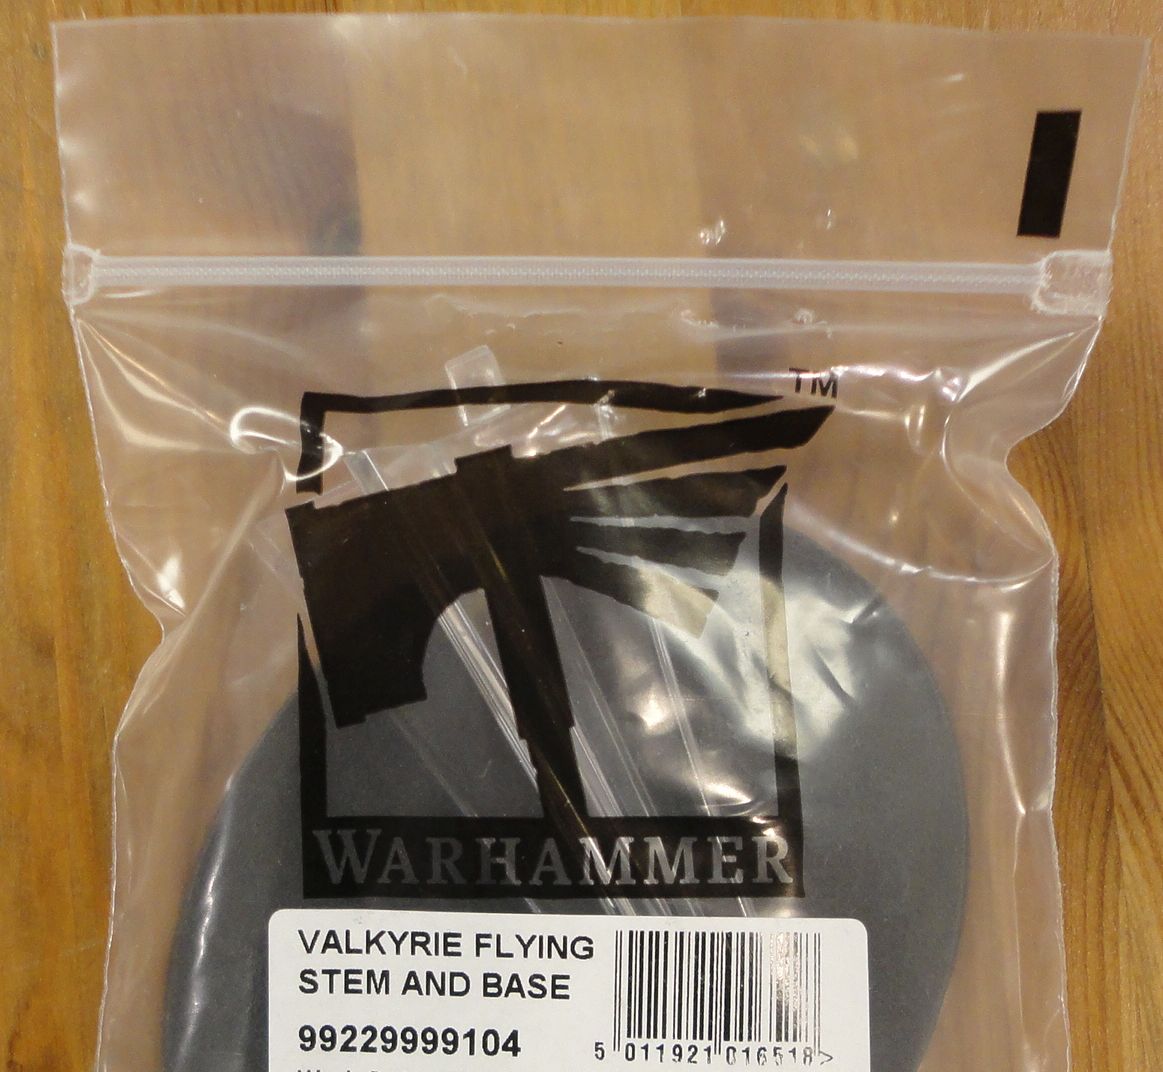 TM
WARHAMMER
VALKYRIE FLYING
STEM AND BASE
99229999104
5 011921 016518 >